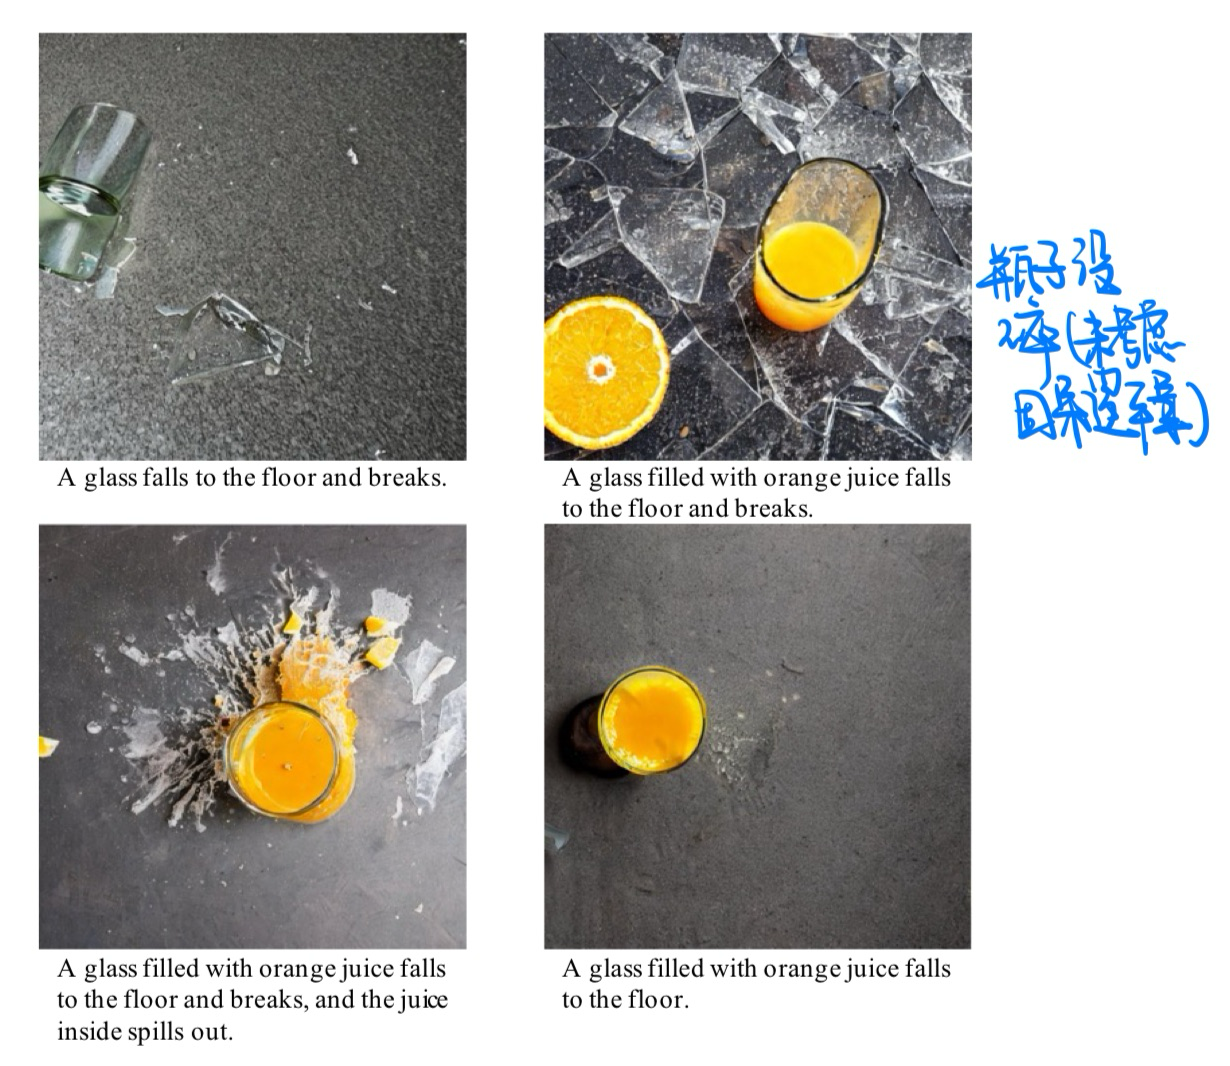 A glass falls to the floor and breaks.
A glass filled with orange juice falls
to the floor and breaks.
瓶子没
碎(未考虑
因果逻辑)
A glass filled with orange juice falls
to the floor and breaks, and the juice
inside spills out.
A glass filled with orange juice falls
to the floor.